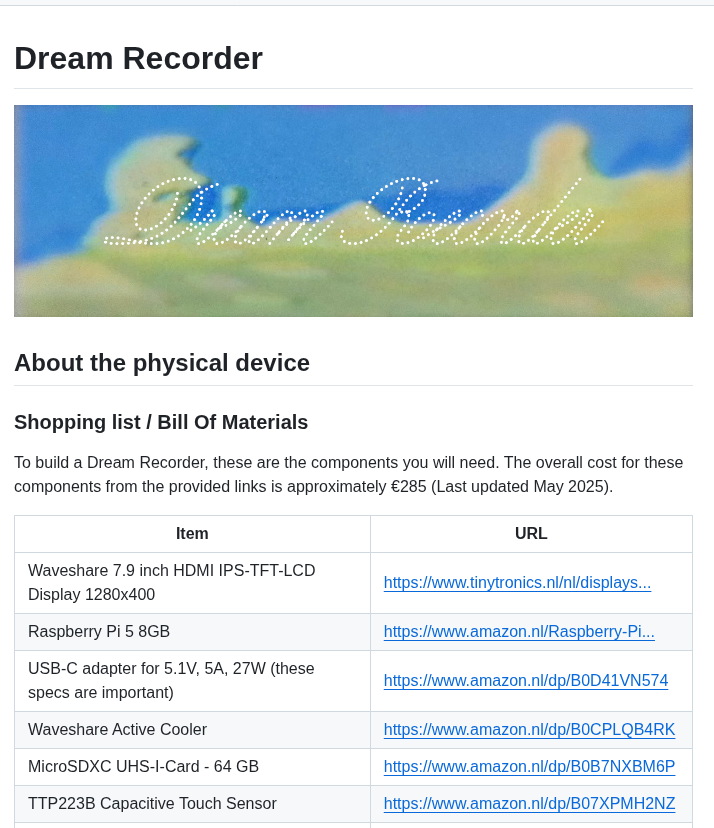 Dream Recorder
Dream Recorder
About the physical device
Shopping list / Bill Of Materials
To build a Dream Recorder, these are the components you will need. The overall cost for these
components from the provided links is approximately €285 (Last updated May 2025).
Item URL
Waveshare 7.9 inch HDMI IPS-TFT-LCD
Display 1280x400
https://www.tinytronics.nl/nl/displays...
Raspberry Pi 5 8GB https://www.amazon.nl/Raspberry-Pi...
USB-C adapter for 5.1V, 5A, 27W (these
specs are important)
https://www.amazon.nl/dp/B0D41VN574
Waveshare Active Cooler https://www.amazon.nl/dp/B0CPLQB4RK
MicroSDXC UHS-I-Card - 64 GB https://www.amazon.nl/dp/B0B7NXBM6P
TTP223B Capacitive Touch Sensor https://www.amazon.nl/dp/B07XPMH2NZ